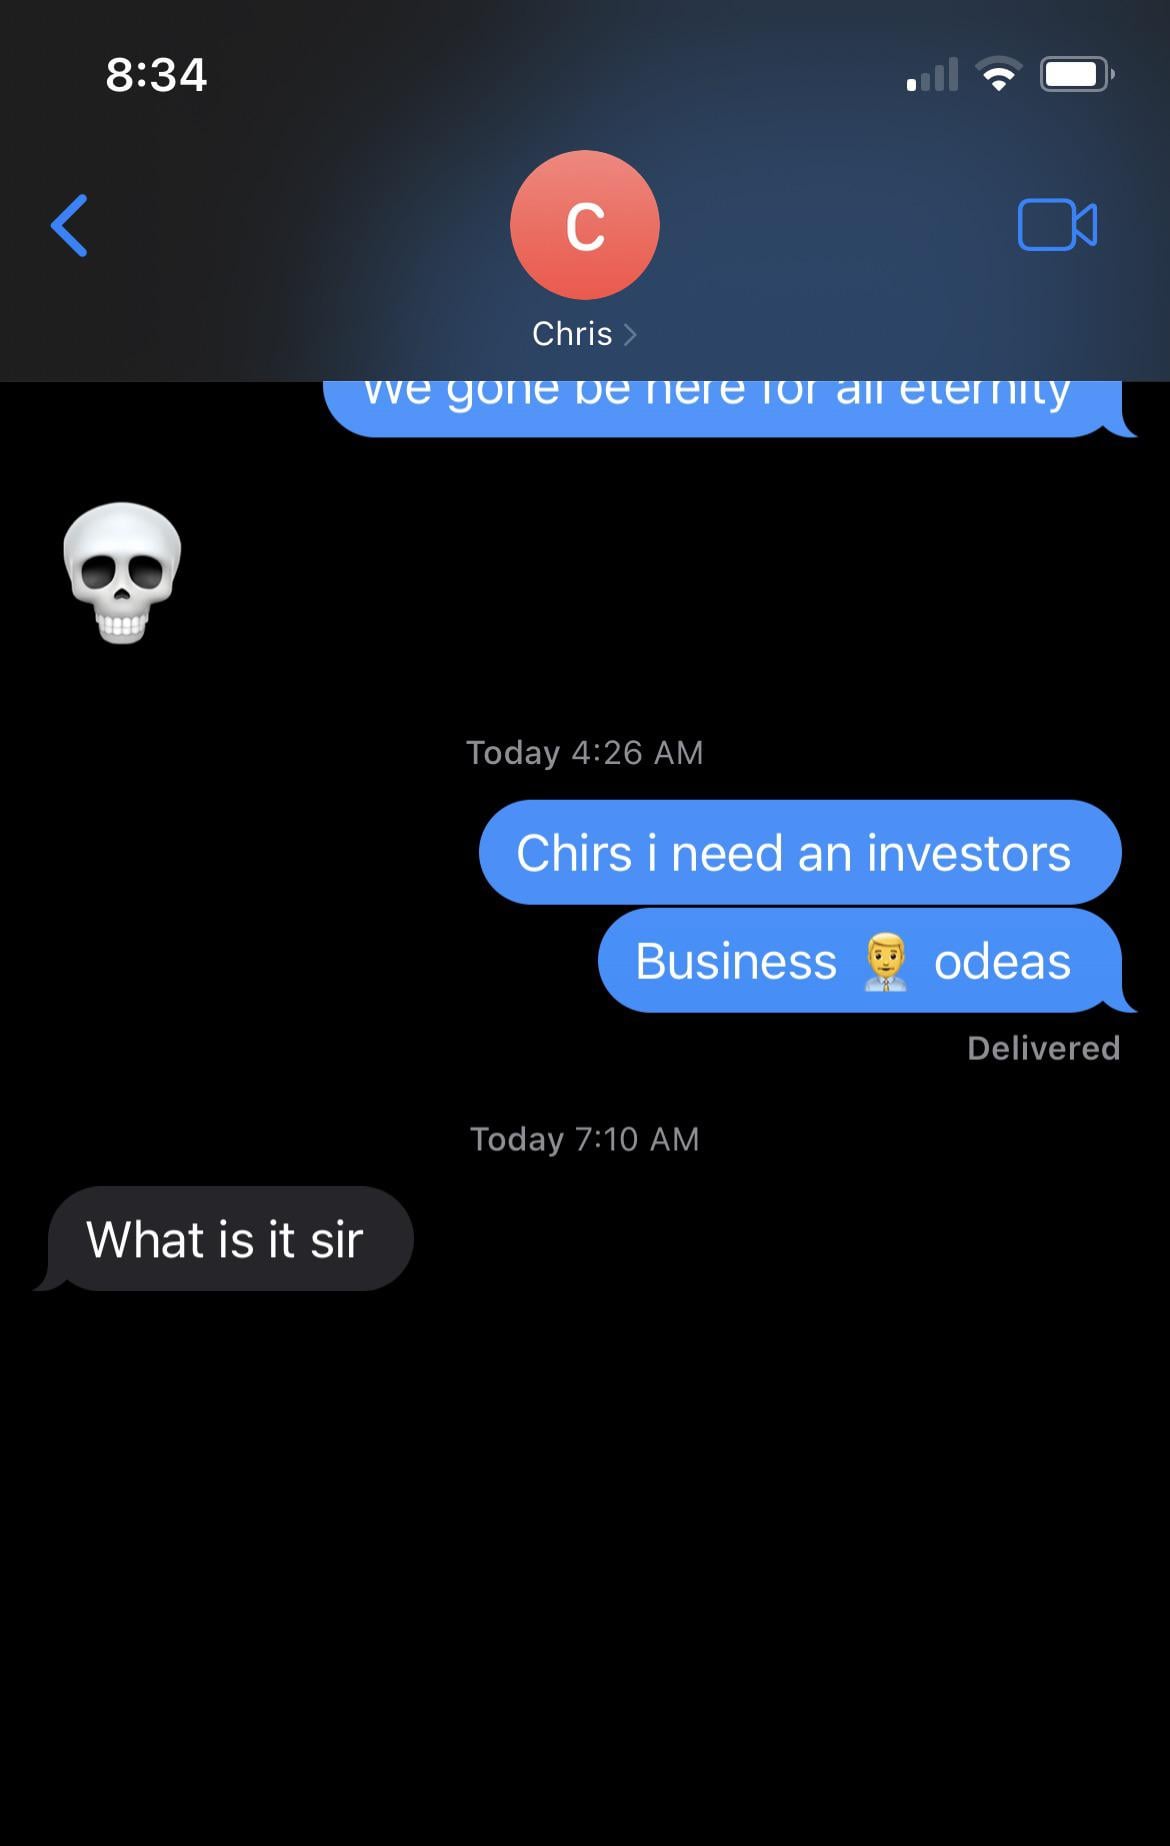 8:34
C
Chris
We gone be here for all eternity
Today 4:26 AM
Chirs i need an investors
Business 👨‍💼 odeas
Delivered
Today 7:10 AM
What is it sir